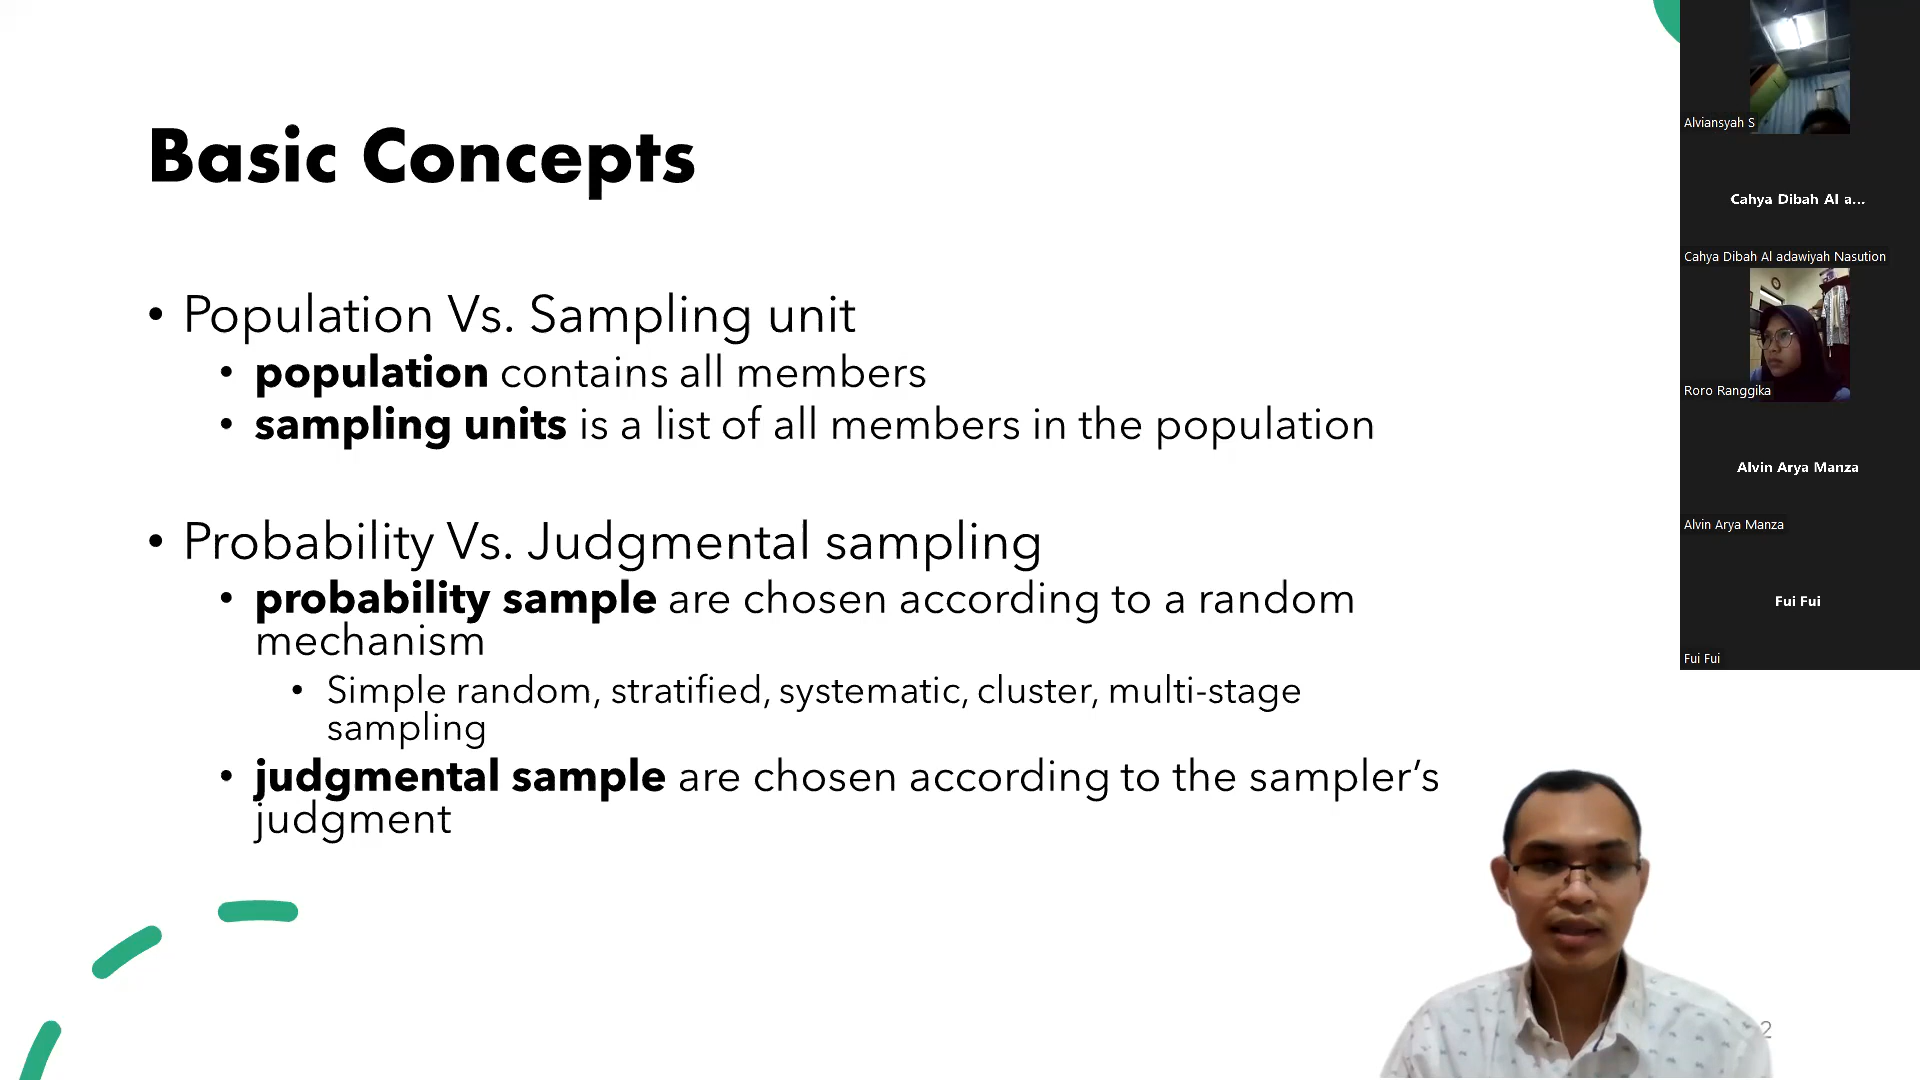 Basic Concepts
• Population Vs. Sampling unit
• population contains all members
• sampling units is a list of all members in the population
• Probability Vs. Judgmental sampling
• probability sample are chosen according to a random
mechanism
• Simple random, stratified, systematic, cluster, multi-stage
sampling
• judgmental sample are chosen according to the sampler’s
judgment
2
Alviansyah S
Cahya Dibah Al a...
Cahya Dibah Al adawiyah Nasution
Roro Ranggika
Alvin Arya Manza
Alvin Arya Manza
Fui Fui
Fui Fui